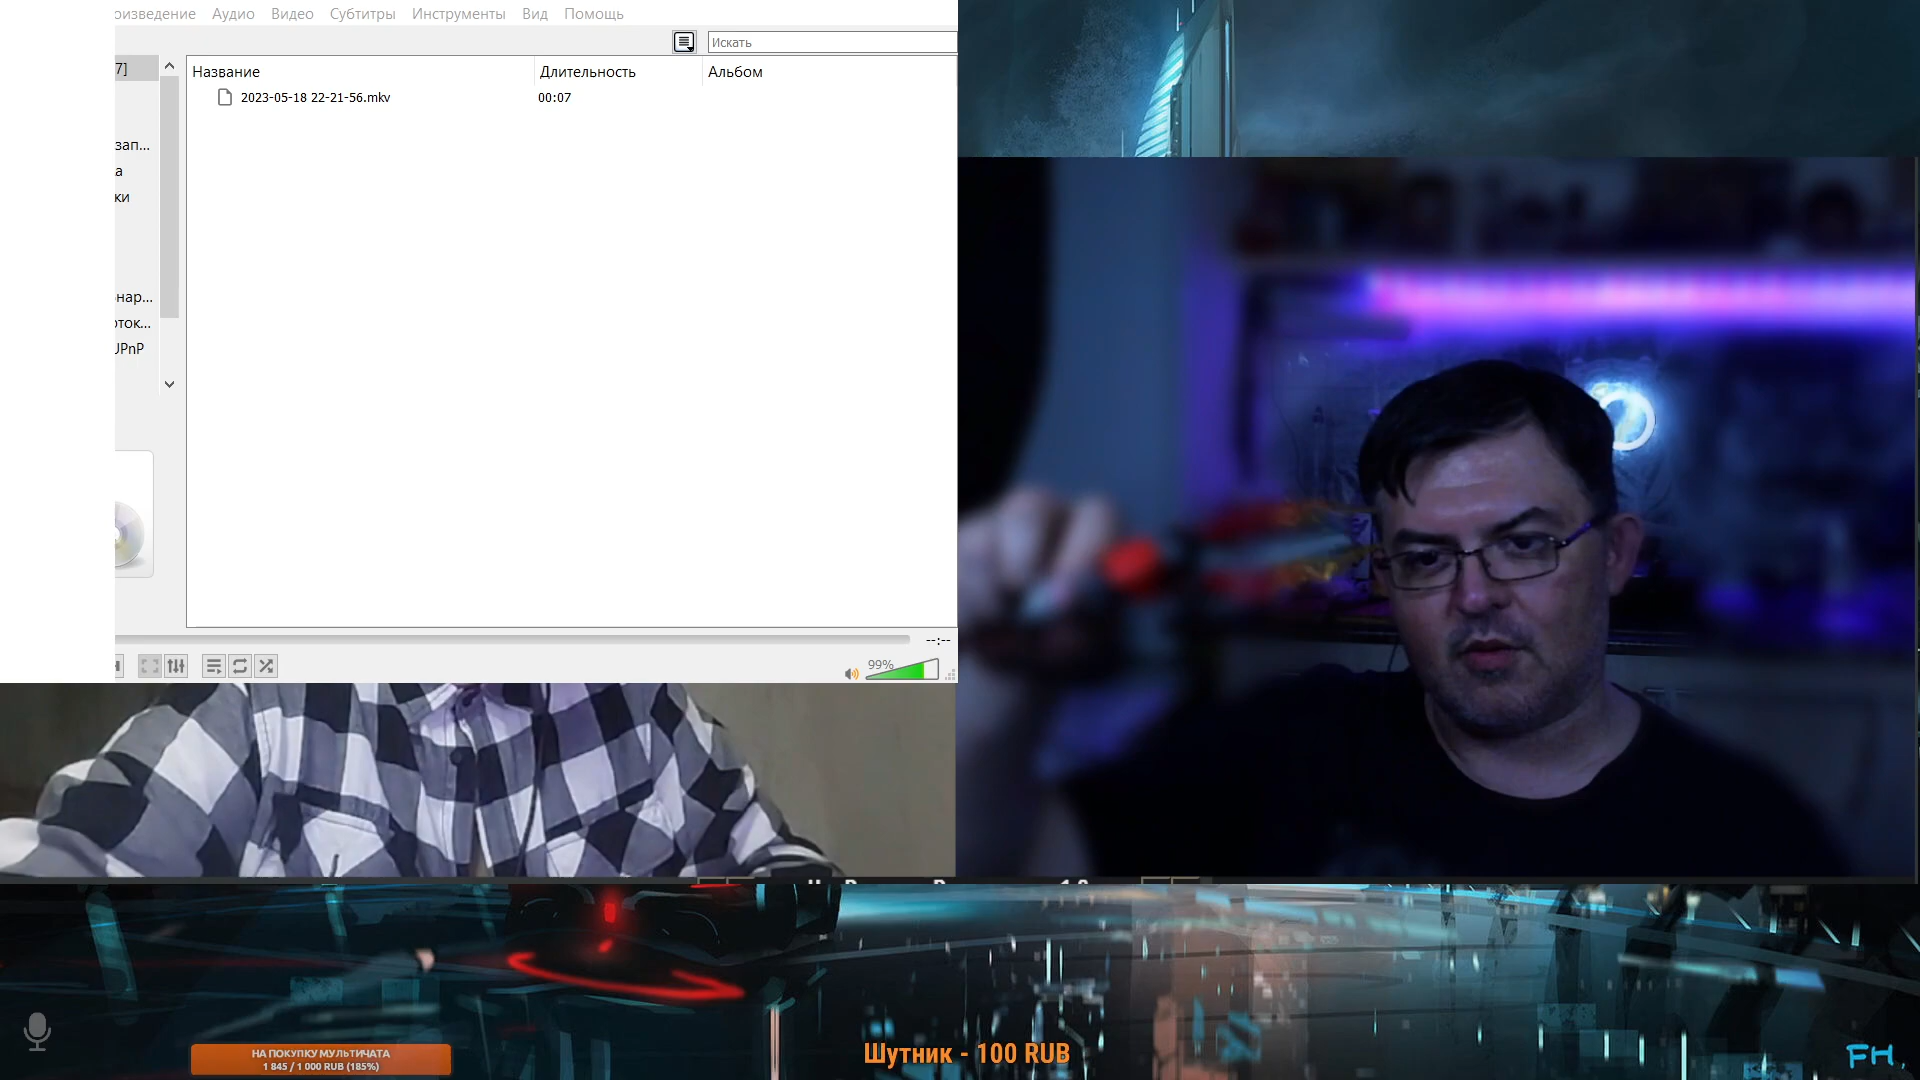 оизведение Аудио Видео Субтитры Инструменты Вид Помощь
Искать
7]
Название Длительность Альбом
2023-05-18 22-21-56.mkv 00:07
зап...
а
ки
нар...
оток...
UPnP
--:--
99%
НА ПОКУПКУ МУЛЬТИЧАТА
1 845 / 1 000 RUB (185%)
Шутник - 100 RUB
FH,